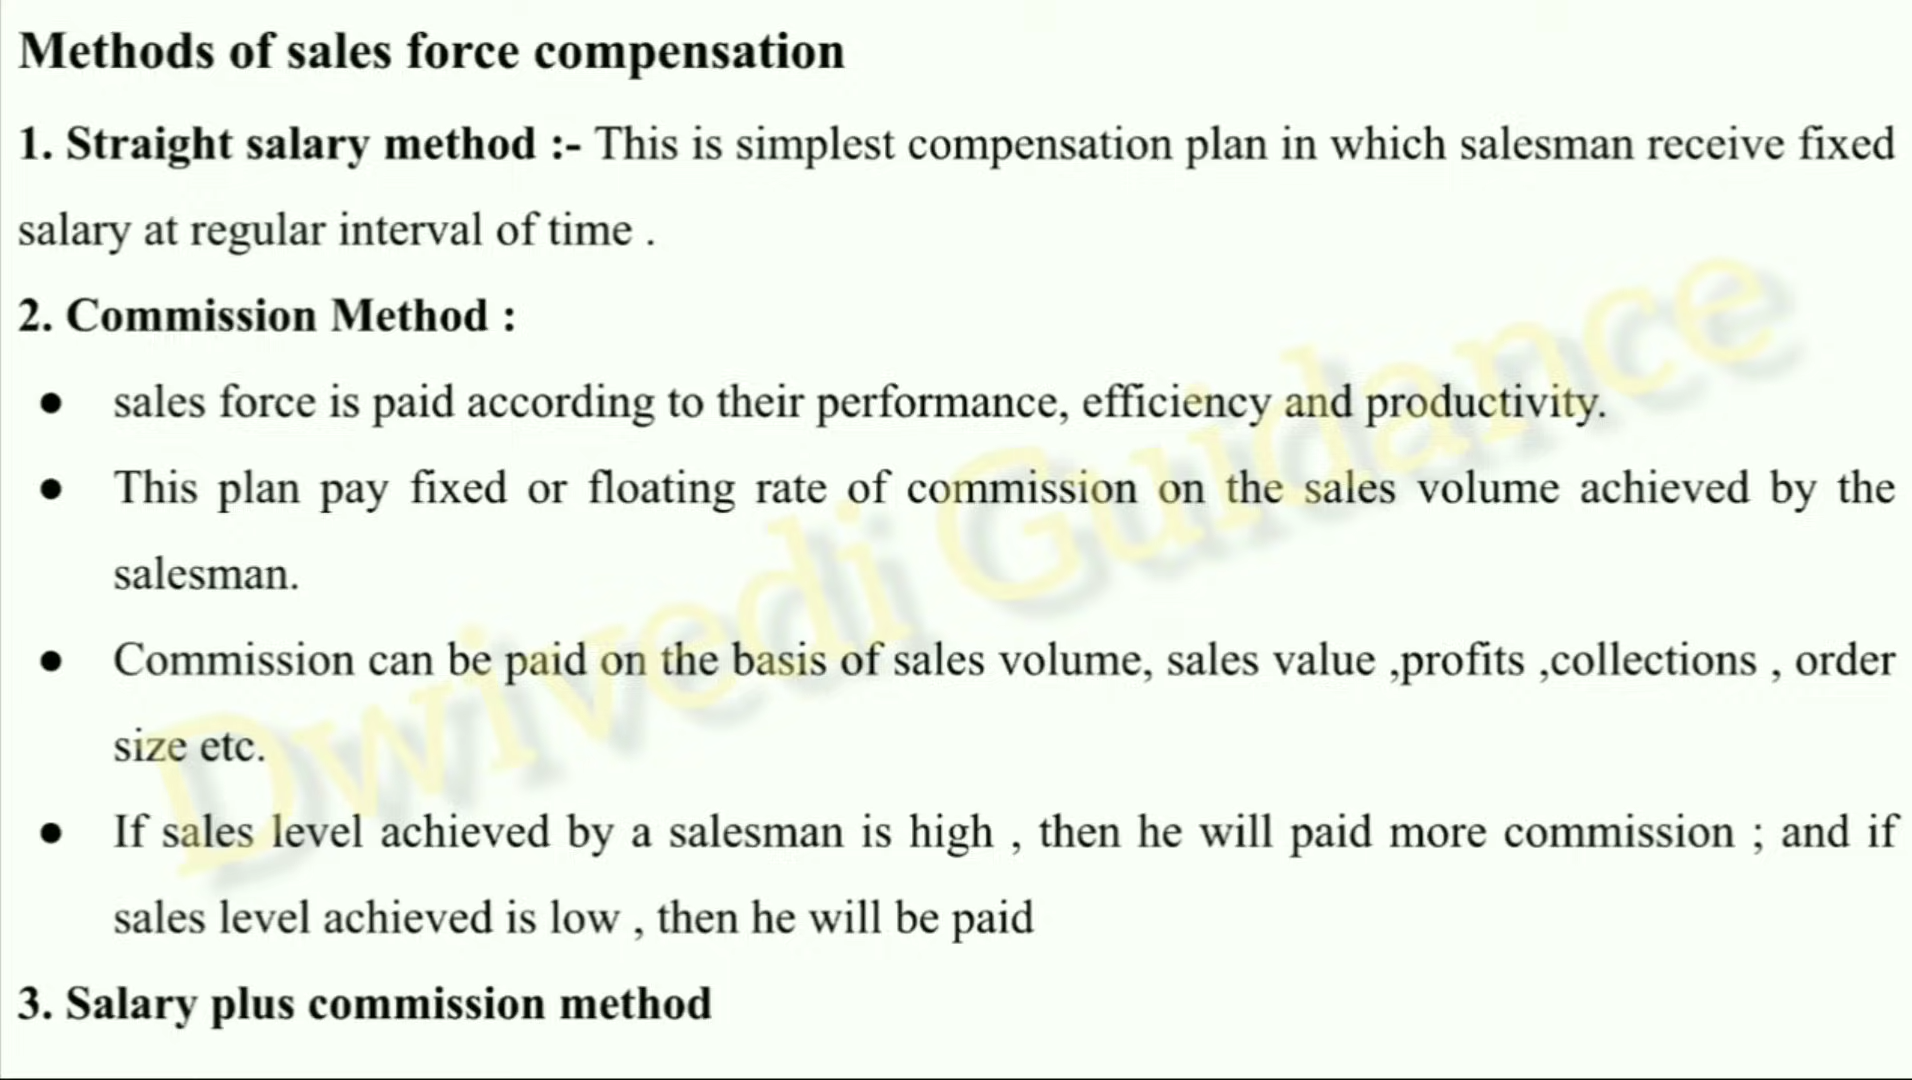 Methods of sales force compensation
1. Straight salary method :- This is simplest compensation plan in which salesman receive fixed
salary at regular interval of time .
2. Commission Method :
● sales force is paid according to their performance, efficiency and productivity.
● This plan pay fixed or floating rate of commission on the sales volume achieved by the
salesman.
● Commission can be paid on the basis of sales volume, sales value ,profits ,collections , order
size etc.
● If sales level achieved by a salesman is high , then he will paid more commission ; and if
sales level achieved is low , then he will be paid
3. Salary plus commission method
Dwivedi Guidance